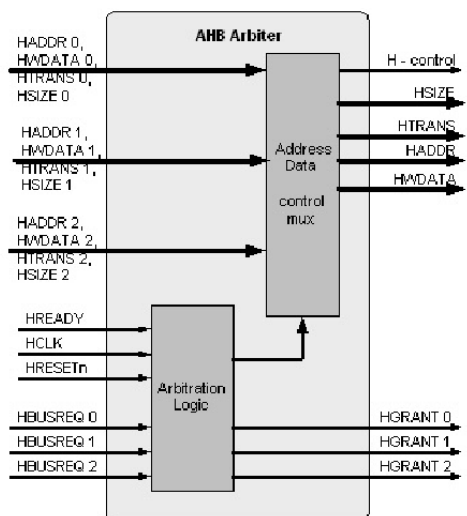 AHB Arbiter
HADDR 0,
HWDATA 0,
HTRANS 0,
HSIZE 0
HADDR 1,
HWDATA 1,
HTRANS 1,
HSIZE 1
HADDR 2,
HWDATA 2,
HTRANS 2,
HSIZE 2
Address
Data
control
mux
H - control
HSIZE
HTRANS
HADDR
HWDATA
HREADY
HCLK
HRESETn
Arbitration
Logic
HBUSREQ 0
HBUSREQ 1
HBUSREQ 2
HGRANT 0
HGRANT 1
HGRANT 2